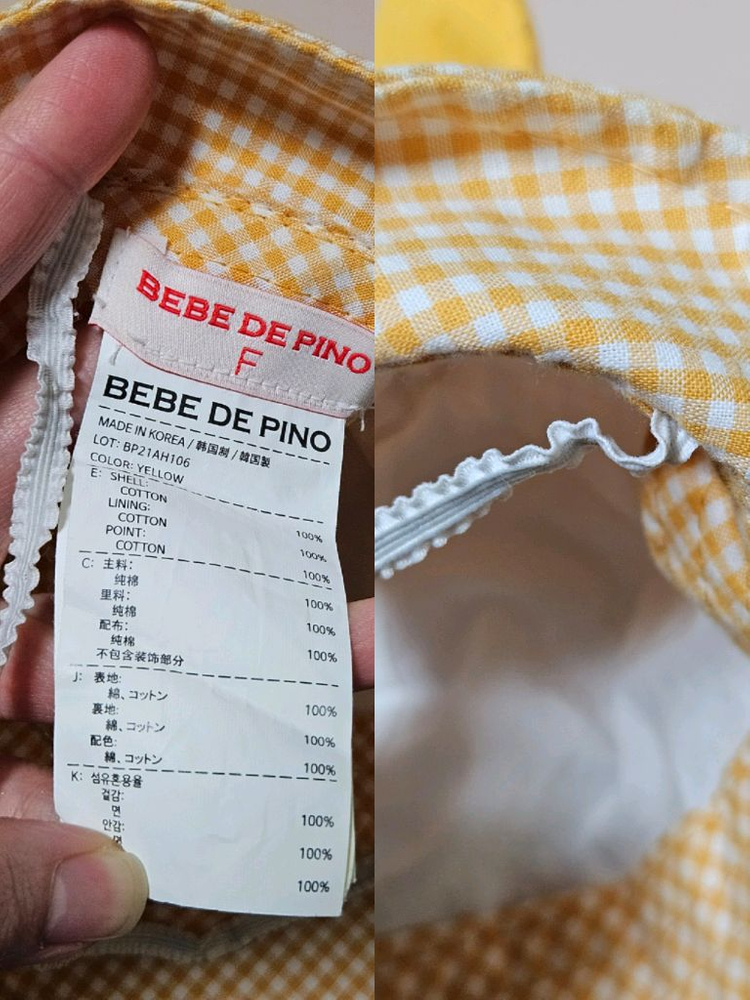 BEBE DE PINO
F
BEBE DE PINO
MADE IN KOREA / 韩国制 / 韓国製
LOT: BP21AH106
COLOR: YELLOW
E: SHELL:
COTTON 100%
LINING:
COTTON 100%
POINT:
COTTON 100%
C: 主料:
纯棉 100%
里料:
纯棉 100%
配布:
纯棉 100%
不包含装饰部分
J: 表地:
綿、コットン 100%
裏地:
綿、コットン 100%
配色:
綿、コットン 100%
K: 섬유혼용율
겉감:
면 100%
안감:
면 100%
100%